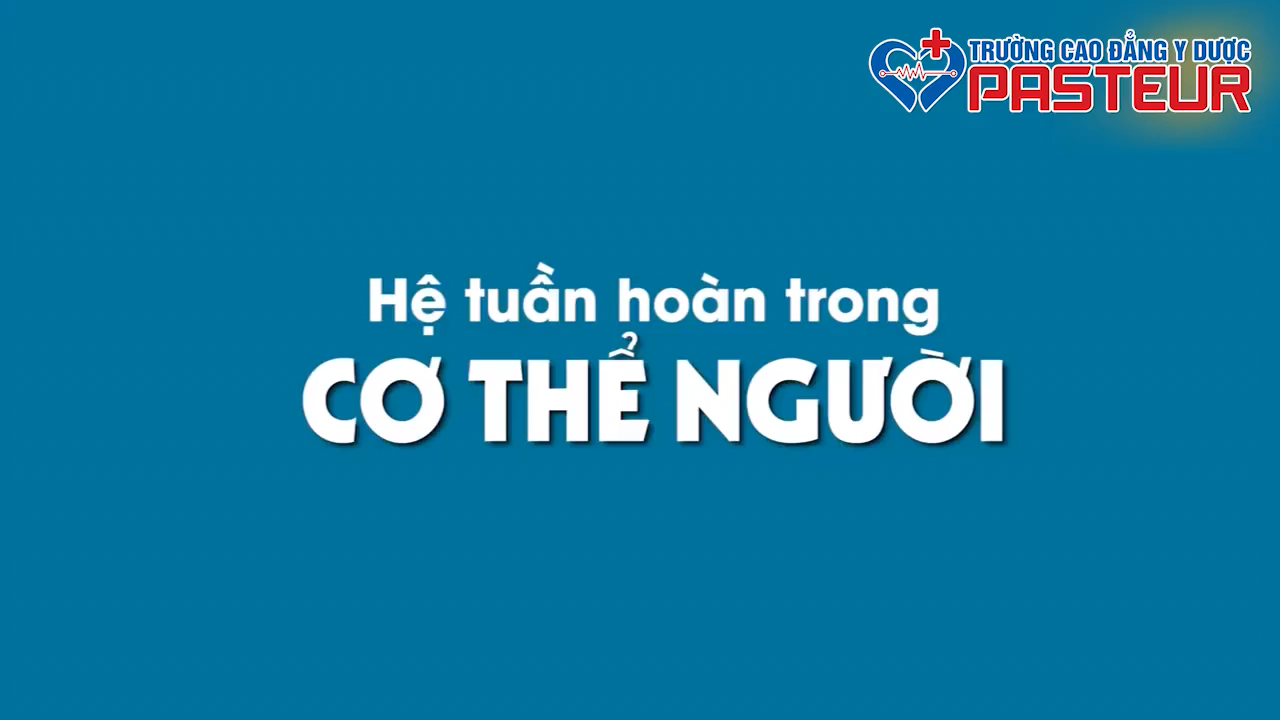 TRƯỜNG CAO ĐẲNG Y DƯỢC
PASTEUR
Hệ tuần hoàn trong
CƠ THỂ NGƯỜI